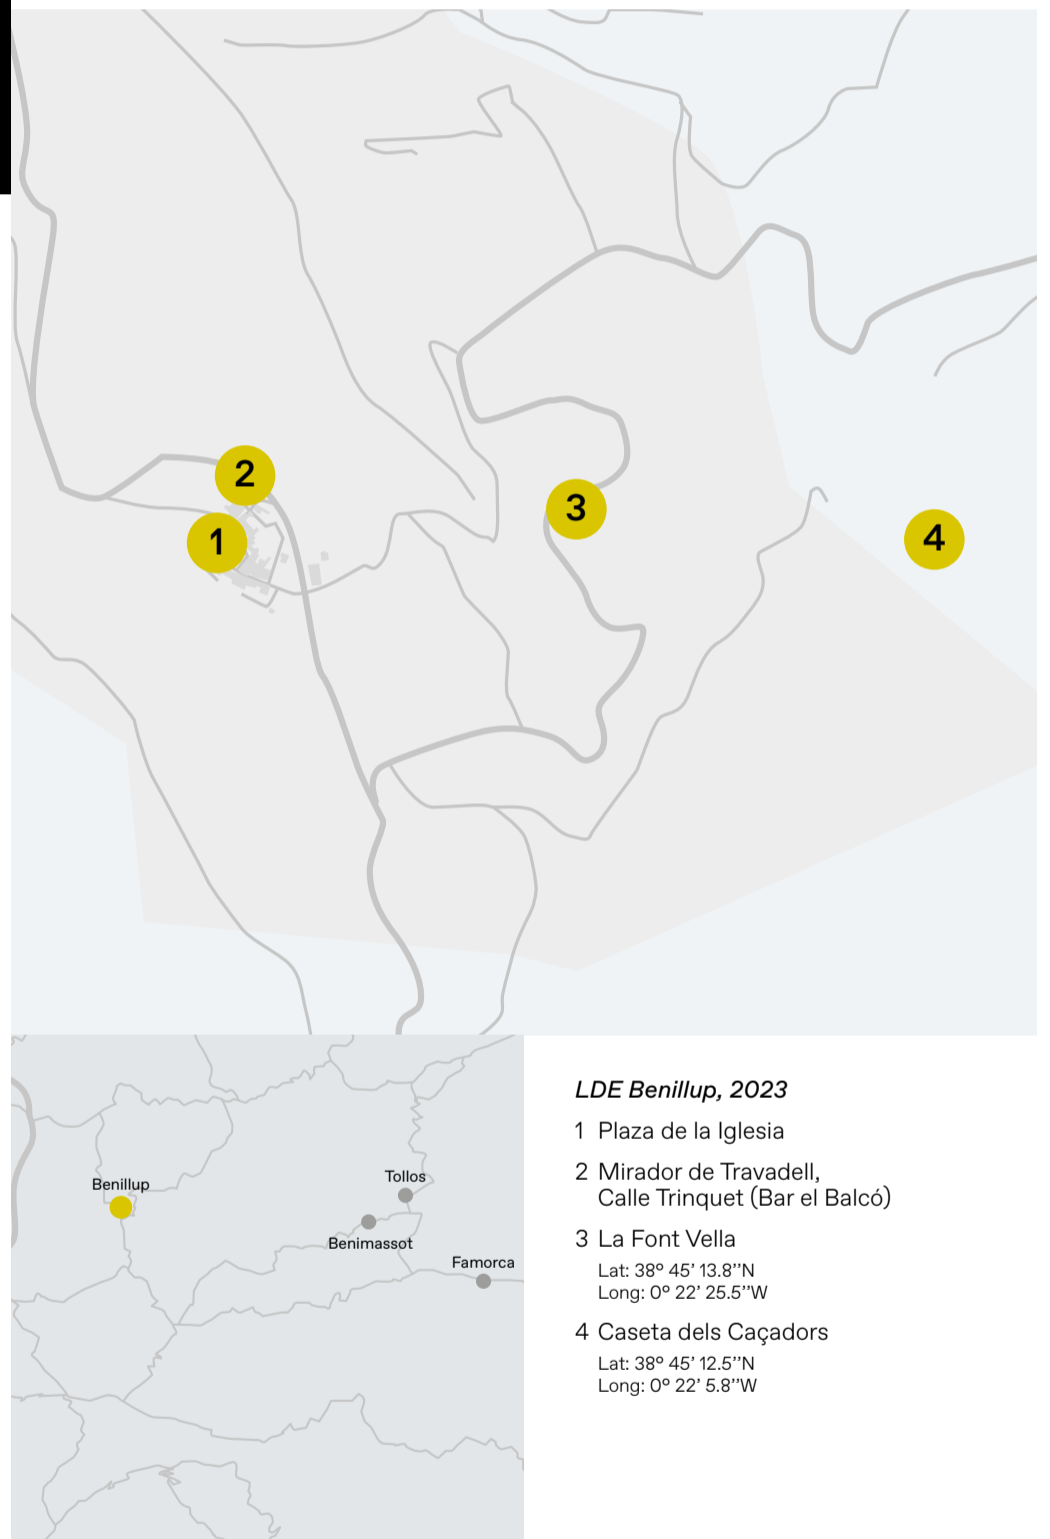 2
1
3
4
Benillup
Tollos
Benimassot
Famorca
LDE Benillup, 2023
1 Plaza de la Iglesia
2 Mirador de Travadell,
Calle Trinquet (Bar el Balcó)
3 La Font Vella
Lat: 38º 45’ 13.8’’N
Long: 0º 22’ 25.5’’W
4 Caseta dels Caçadors
Lat: 38º 45’ 12.5’’N
Long: 0º 22’ 5.8’’W